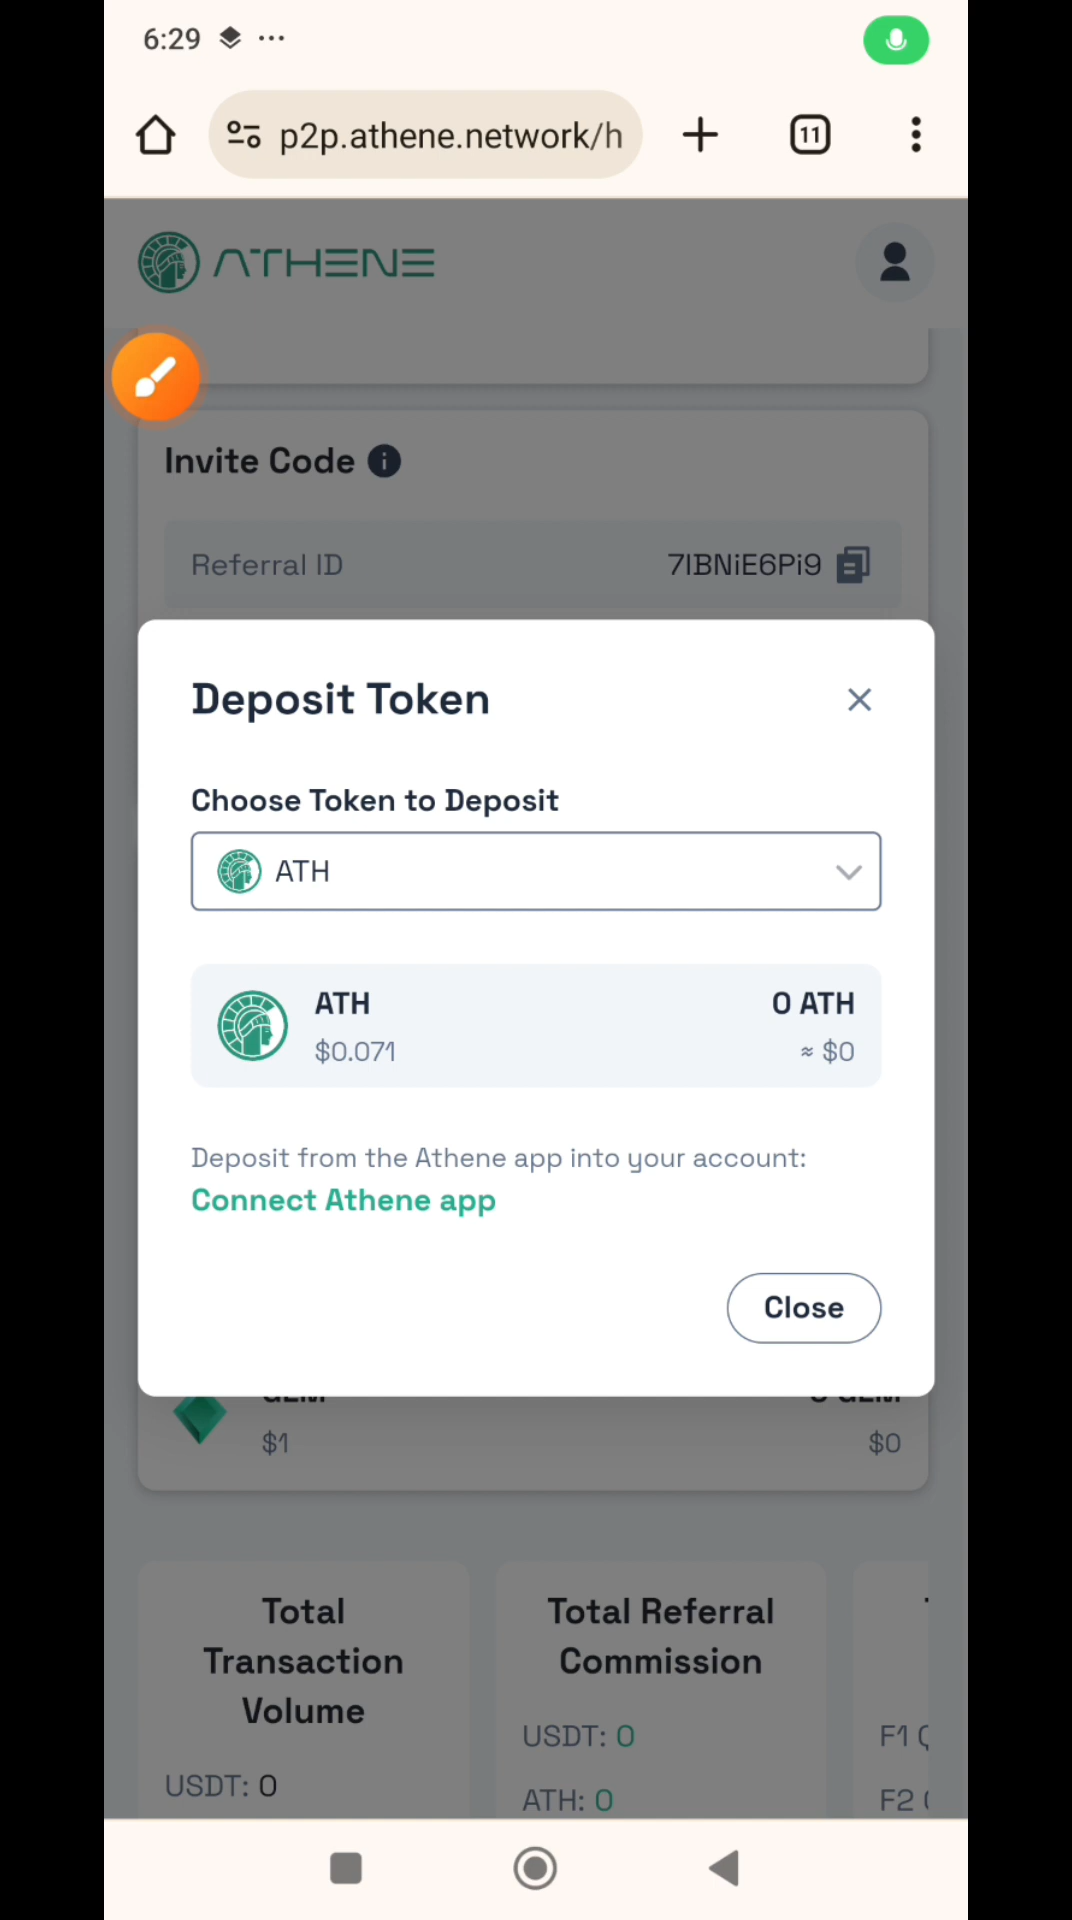 6:29
p2p.athene.network/h
11
ATHENE
Invite Code
Referral ID 7IBNiE6Pi9
Deposit Token
Choose Token to Deposit
ATH
ATH 0 ATH
$0.071 ≈ $0
Deposit from the Athene app into your account:
Connect Athene app
Close
$1 $0
Total
Transaction
Volume
USDT: 0
Total Referral
Commission
USDT: 0
ATH: 0
F1
F2